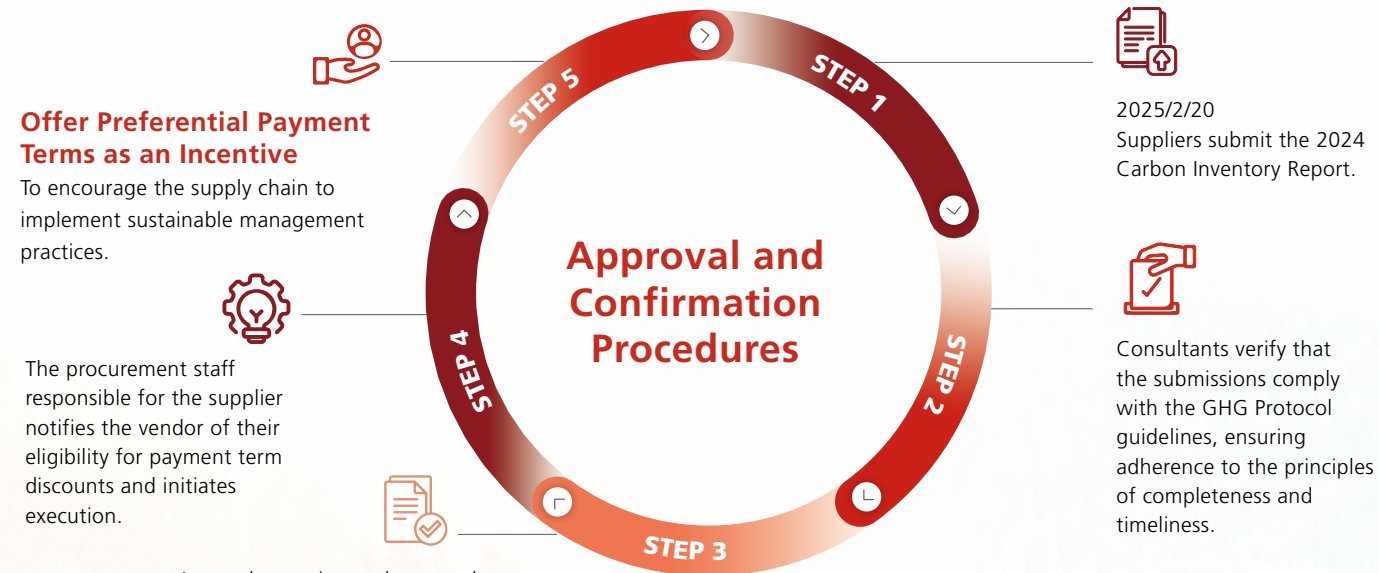 Approval and
Confirmation
Procedures
STEP 1
2025/2/20
Suppliers submit the 2024
Carbon Inventory Report.
STEP 2
Consultants verify that
the submissions comply
with the GHG Protocol
guidelines, ensuring
adherence to the principles
of completeness and
timeliness.
STEP 3
STEP 4
The procurement staff
responsible for the supplier
notifies the vendor of their
eligibility for payment term
discounts and initiates
execution.
STEP 5
Offer Preferential Payment
Terms as an Incentive
To encourage the supply chain to
implement sustainable management
practices.